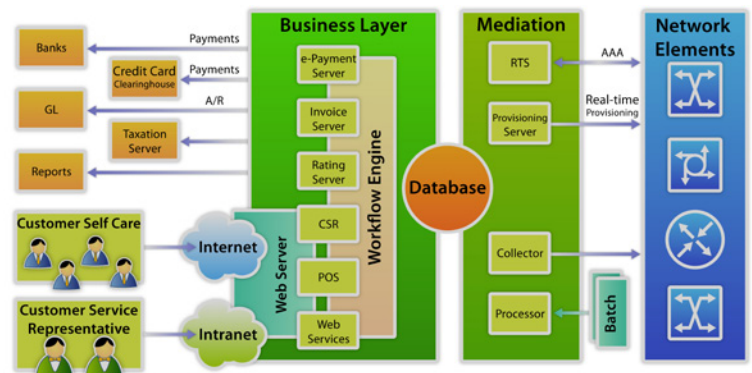 Business Layer
Mediation
Network
Elements
Banks
Payments
Credit Card
Clearinghouse
Payments
GL
A/R
Taxation
Server
Reports
e-Payment
Server
Invoice
Server
Rating
Server
CSR
POS
Web
Services
Workflow Engine
Web Server
Database
RTS
AAA
Provisioning
Server
Real-time
Provisioning
Collector
Processor
Batch
Customer Self Care
Internet
Customer Service
Representative
Intranet